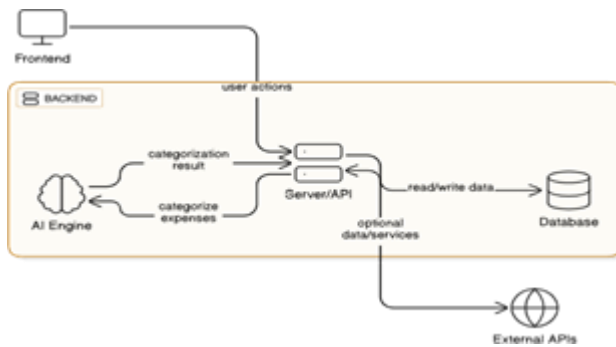 Frontend
user actions
BACKEND
categorization
result
Server/API
read/write data
categorize
expenses
AI Engine
optional
data/services
Database
External APIs